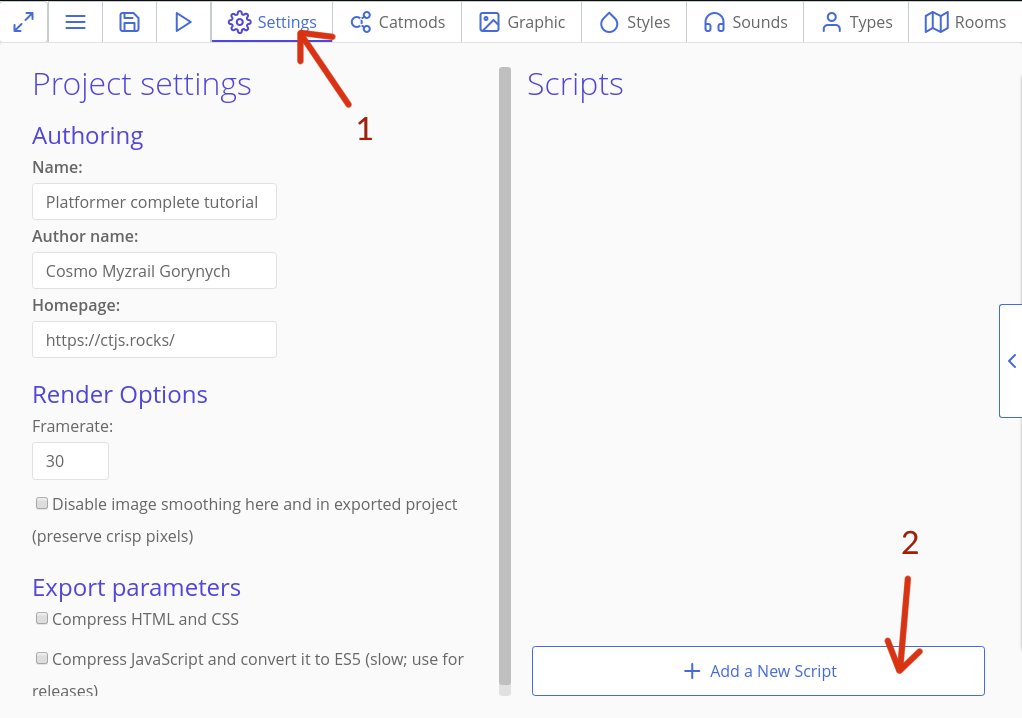 Settings
Catmods
Graphic
Styles
Sounds
Types
Rooms
1
Project settings
Authoring
Name:
Platformer complete tutorial
Author name:
Cosmo Myzrail Gorynych
Homepage:
https://ctjs.rocks/
Render Options
Framerate:
30
Disable image smoothing here and in exported project
(preserve crisp pixels)
Export parameters
Compress HTML and CSS
Compress JavaScript and convert it to ES5 (slow; use for
releases)
Scripts
2
Add a New Script